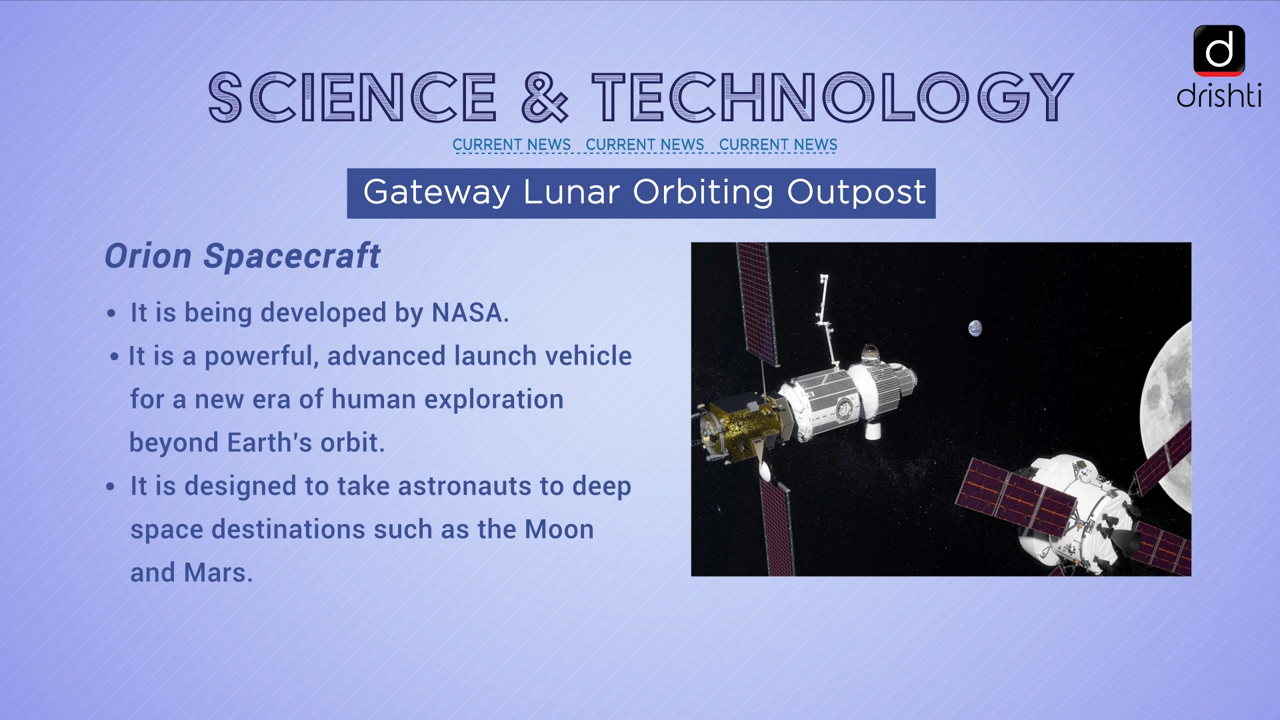 d
drishti
SCIENCE & TECHNOLOGY
CURRENT NEWS CURRENT NEWS CURRENT NEWS
Gateway Lunar Orbiting Outpost
Orion Spacecraft
• It is being developed by NASA.
• It is a powerful, advanced launch vehicle
for a new era of human exploration
beyond Earth's orbit.
• It is designed to take astronauts to deep
space destinations such as the Moon
and Mars.